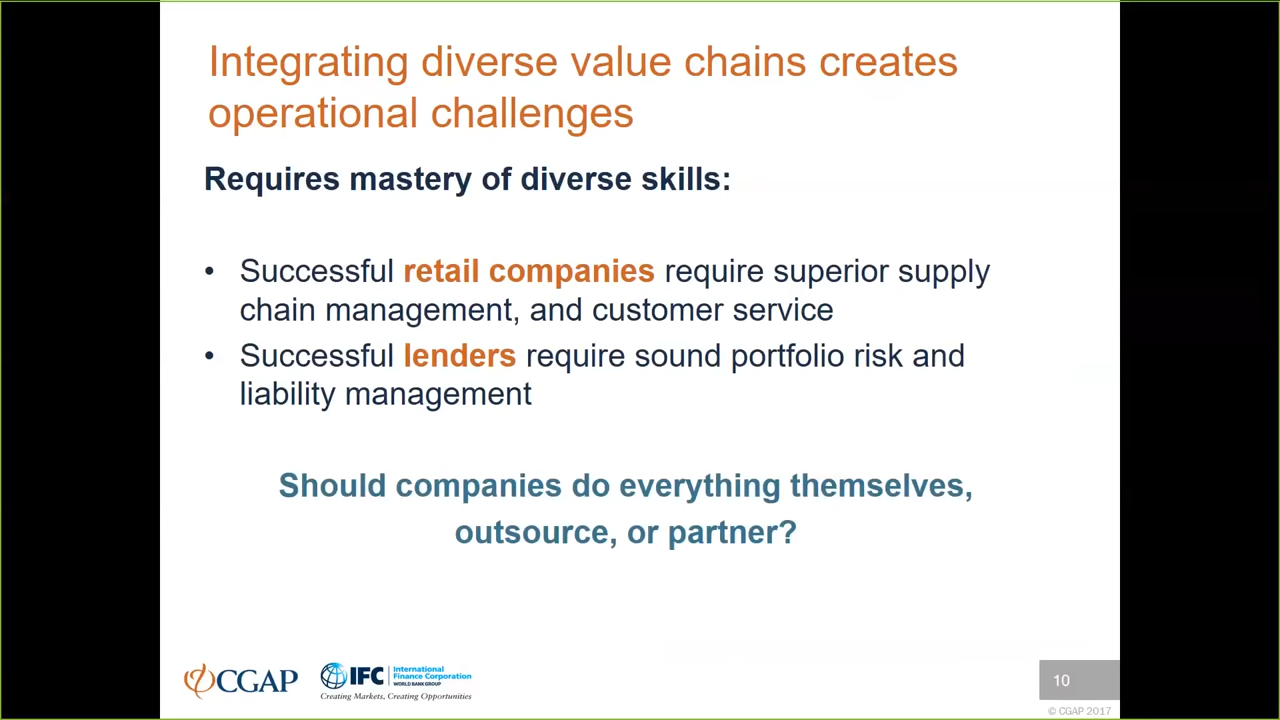 Integrating diverse value chains creates
operational challenges
Requires mastery of diverse skills:
• Successful retail companies require superior supply
chain management, and customer service
• Successful lenders require sound portfolio risk and
liability management
Should companies do everything themselves,
outsource, or partner?
CGAP
IFC
International
Finance Corporation
WORLD BANK GROUP
Creating Markets, Creating Opportunities
10
© CGAP 2017